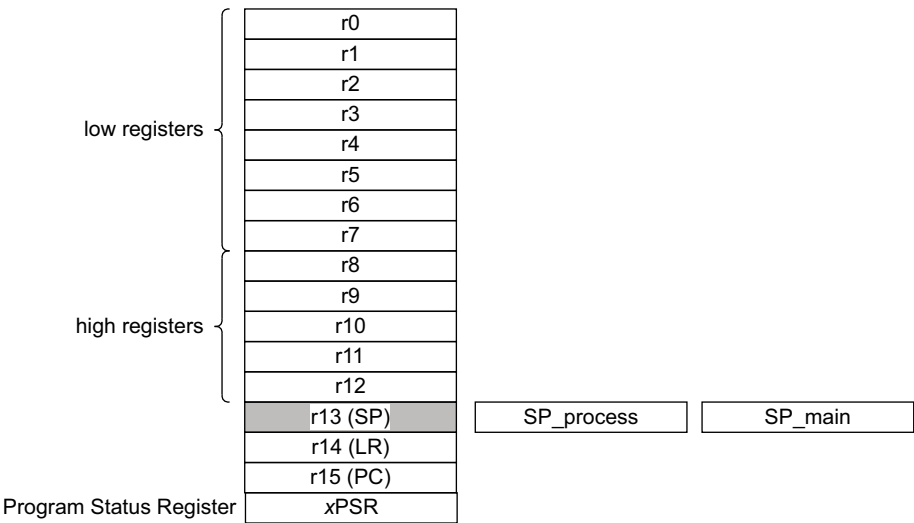 r0
r1
r2
r3
low registers
r4
r5
r6
r7
r8
r9
high registers
r10
r11
r12
r13 (SP) SP_process SP_main
r14 (LR)
r15 (PC)
Program Status Register xPSR